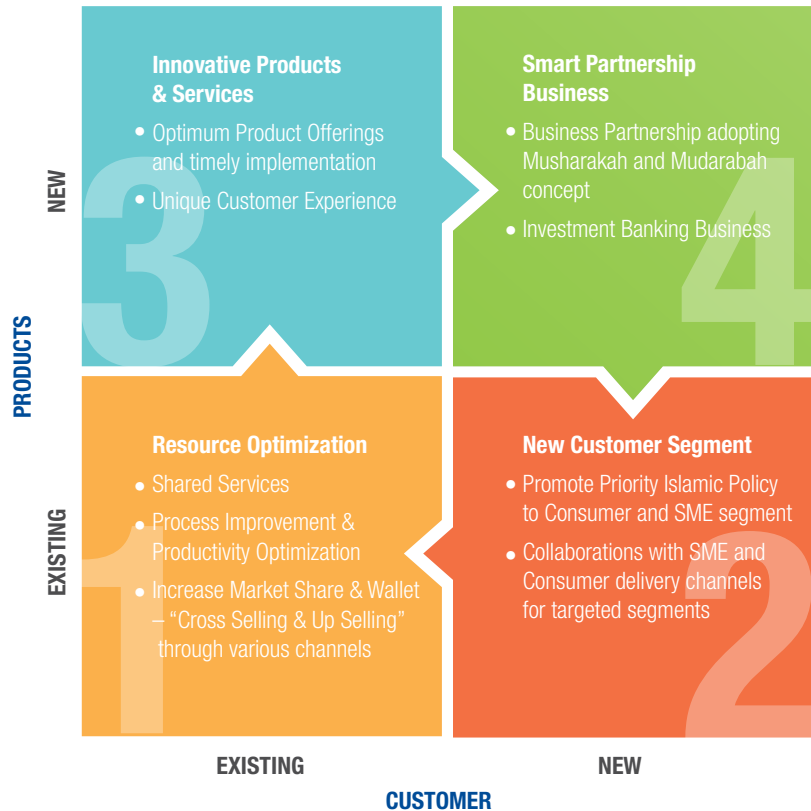 PRODUCTS
NEW
3
Innovative Products
& Services
• Optimum Product Offerings
and timely implementation
• Unique Customer Experience
4
Smart Partnership
Business
• Business Partnership adopting
Musharakah and Mudarabah
concept
• Investment Banking Business
EXISTING
1
Resource Optimization
• Shared Services
• Process Improvement &
Productivity Optimization
• Increase Market Share & Wallet
– “Cross Selling & Up Selling”
through various channels
2
New Customer Segment
• Promote Priority Islamic Policy
to Consumer and SME segment
• Collaborations with SME and
Consumer delivery channels
for targeted segments
EXISTING
NEW
CUSTOMER